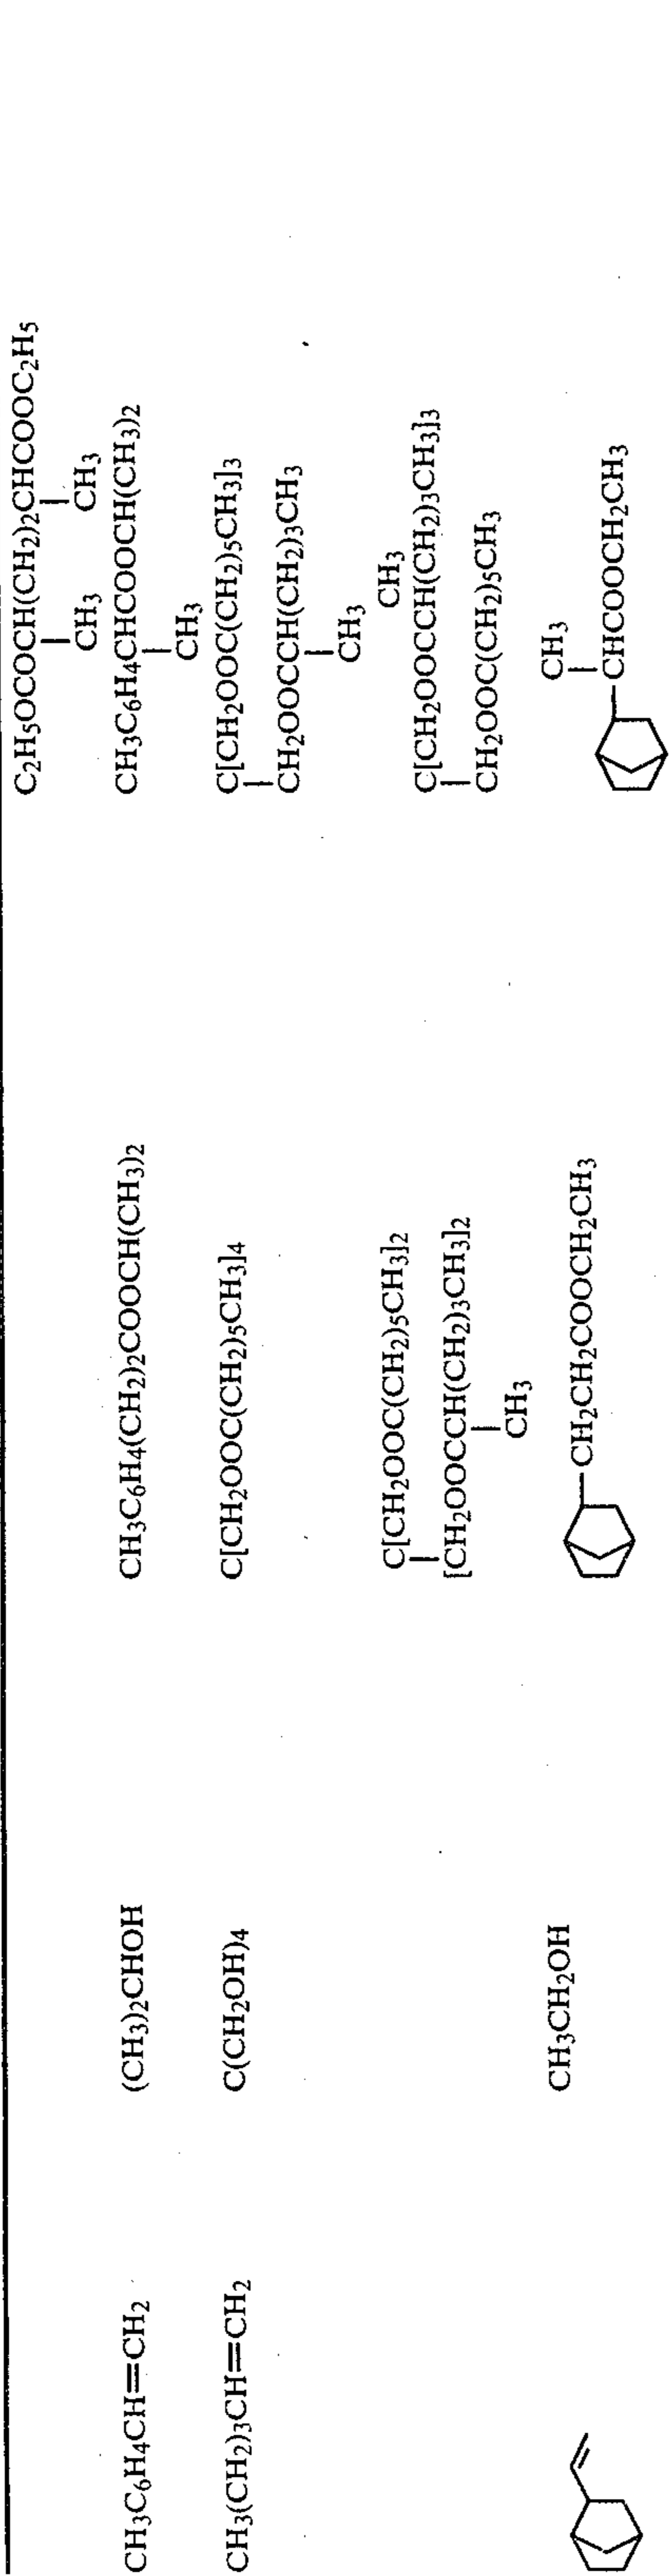 C2H5OCOCH(CH2)2CHCOOC2H5
CH3 CH3
CH3C6H4CH=CH2 (CH3)2CHOH CH3C6H4(CH2)2COOCH(CH3)2 CH3C6H4CHCOOCH(CH3)2
CH3
CH3(CH2)3CH=CH2 C(CH2OH)4 C[CH2OOC(CH2)5CH3]4 C[CH2OOC(CH2)5CH3]3
CH2OOCCH(CH2)3CH3
CH3
C[CH2OOC(CH2)5CH3]2 CH3
C[CH2OOCCH(CH2)3CH3]3
[CH2OOCCH(CH2)3CH3]2 CH2OOC(CH2)5CH3
CH3
CH3
CH3CH2OH CH2CH2COOCH2CH3 CHCOOCH2CH3